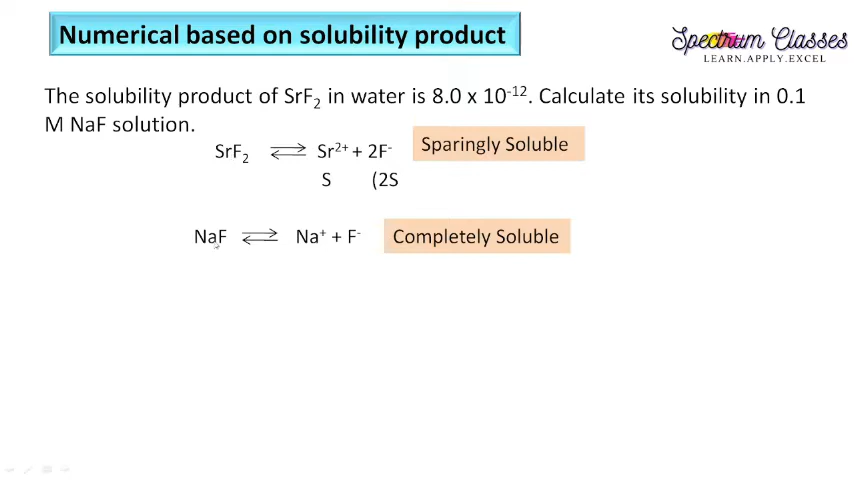 Numerical based on solubility product
Spectrum Classes
LEARN.APPLY.EXCEL
The solubility product of SrF₂ in water is 8.0 x 10⁻¹². Calculate its solubility in 0.1
M NaF solution.
SrF₂ ⇌ Sr²⁺ + 2F⁻ Sparingly Soluble
S (2S
NaF ⇌ Na⁺ + F⁻ Completely Soluble